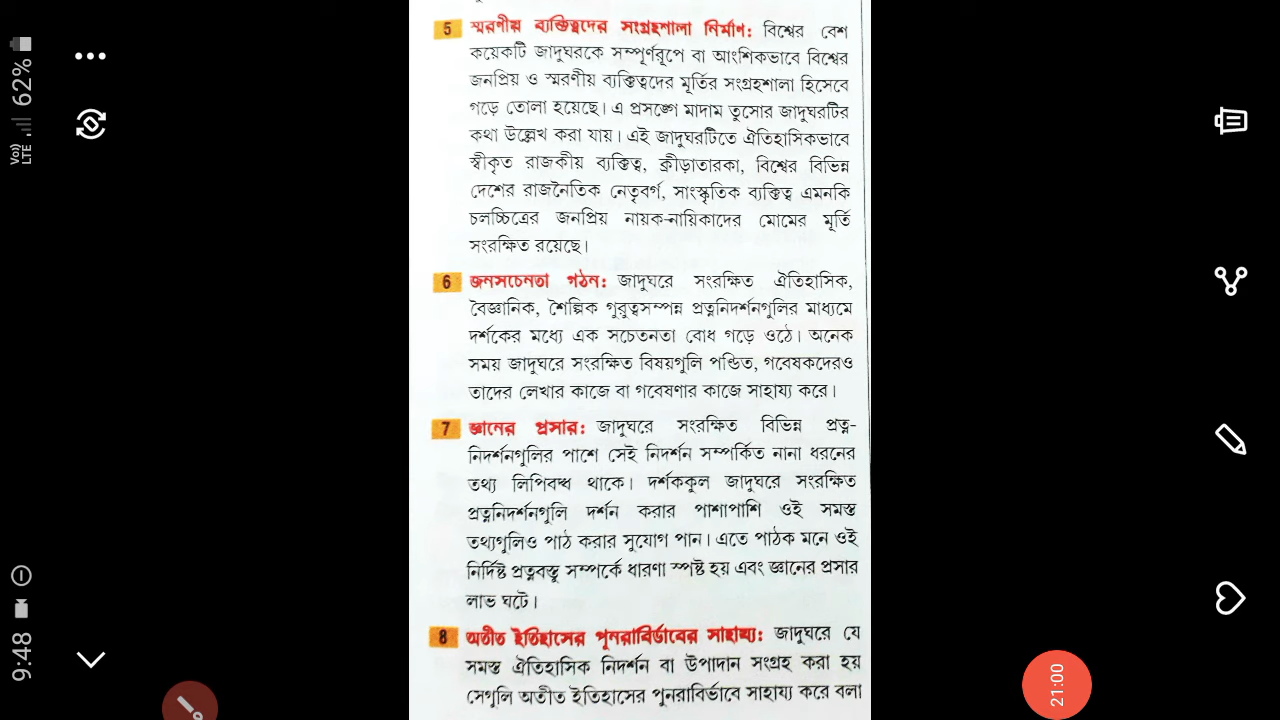 5 স্মরণীয় ব্যক্তিত্বদের সংগ্রহশালা নির্মাণ: বিশ্বের বেশ
কয়েকটি জাদুঘরকে সম্পূর্ণরূপে বা আংশিকভাবে বিশ্বের
জনপ্রিয় ও স্মরণীয় ব্যক্তিত্বদের মূর্তির সংগ্রহশালা হিসেবে
গড়ে তোলা হয়েছে। এ প্রসঙ্গে মাদাম তুসোর জাদুঘরটির
কথা উল্লেখ করা যায়। এই জাদুঘরটিতে ঐতিহাসিকভাবে
স্বীকৃত রাজকীয় ব্যক্তিত্ব, ক্রীড়াতারকা, বিশ্বের বিভিন্ন
দেশের রাজনৈতিক নেতৃবর্গ, সাংস্কৃতিক ব্যক্তিত্ব এমনকি
চলচ্চিত্রের জনপ্রিয় নায়ক-নায়িকাদের মোমের মূর্তি
সংরক্ষিত রয়েছে।
6 জনসচেনতা গঠন: জাদুঘরে সংরক্ষিত ঐতিহাসিক,
বৈজ্ঞানিক, শৈল্পিক গুরুত্বসম্পন্ন প্রত্ননিদর্শনগুলির মাধ্যমে
দর্শকের মধ্যে এক সচেতনতা বোধ গড়ে ওঠে। অনেক
সময় জাদুঘরে সংরক্ষিত বিষয়গুলি পণ্ডিত, গবেষকদেরও
তাদের লেখার কাজে বা গবেষণার কাজে সাহায্য করে।
7 জ্ঞানের প্রসার: জাদুঘরে সংরক্ষিত বিভিন্ন প্রত্ন-
নিদর্শনগুলির পাশে সেই নিদর্শন সম্পর্কিত নানা ধরনের
তথ্য লিপিবদ্ধ থাকে। দর্শককুল জাদুঘরে সংরক্ষিত
প্রত্ননিদর্শনগুলি দর্শন করার পাশাপাশি ওই সমস্ত
তথ্যগুলিও পাঠ করার সুযোগ পান। এতে পাঠক মনে ওই
নির্দিষ্ট প্রত্নবস্তু সম্পর্কে ধারণা স্পষ্ট হয় এবং জ্ঞানের প্রসার
লাভ ঘটে।
8 অতীত ইতিহাসের পুনরাবির্ভাবের সাহায্য: জাদুঘরে যে
সমস্ত ঐতিহাসিক নিদর্শন বা উপাদান সংগ্রহ করা হয়
সেগুলি অতীত ইতিহাসের পুনরাবির্ভাবে সাহায্য করে বলা
62%
Vo)) LTE
9:48
21:00